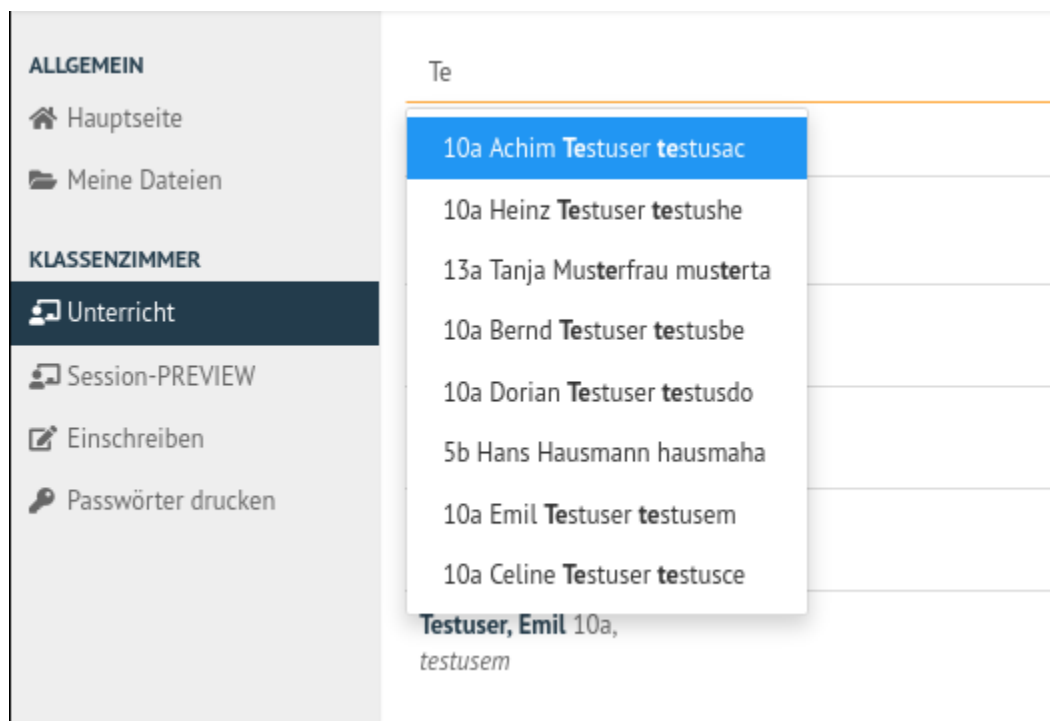 ALLGEMEIN
Hauptseite
Meine Dateien
KLASSENZIMMER
Unterricht
Session-PREVIEW
Einschreiben
Passwörter drucken
Te
10a Achim Testuser testusac
10a Heinz Testuser testushe
13a Tanja Musterfrau musterta
10a Bernd Testuser testusbe
10a Dorian Testuser testusdo
5b Hans Hausmann hausmaha
10a Emil Testuser testusem
10a Celine Testuser testusce
Testuser, Emil 10a,
testusem